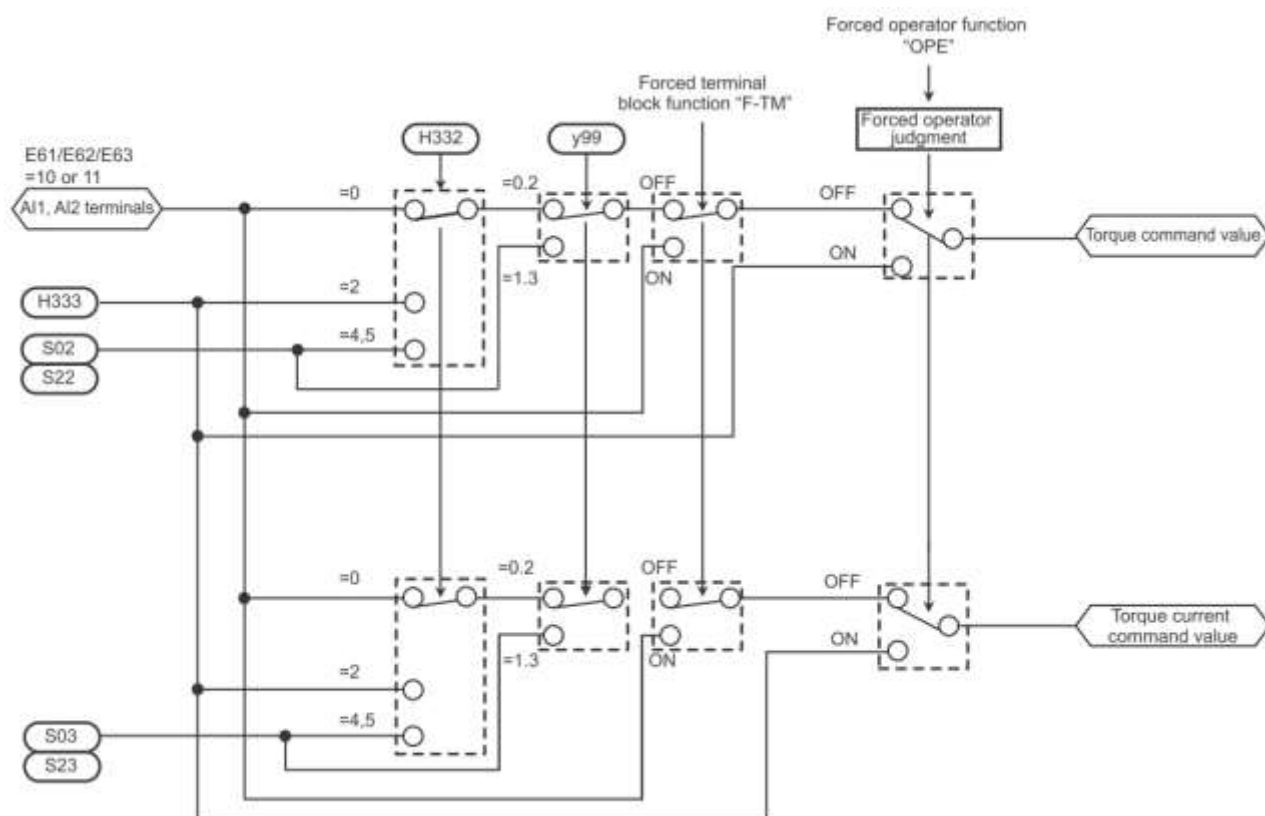 Forced operator function
“OPE”
Forced terminal
block function “F-TM”
Forced operator
judgment
H332
y99
E61/E62/E63
=10 or 11
AI1, AI2 terminals
=0
=0.2
OFF
OFF
Torque command value
=1.3
ON
ON
H333
=2
S02
=4,5
S22
=0
=0.2
OFF
OFF
Torque current
command value
=1.3
ON
ON
=2
S03
=4,5
S23